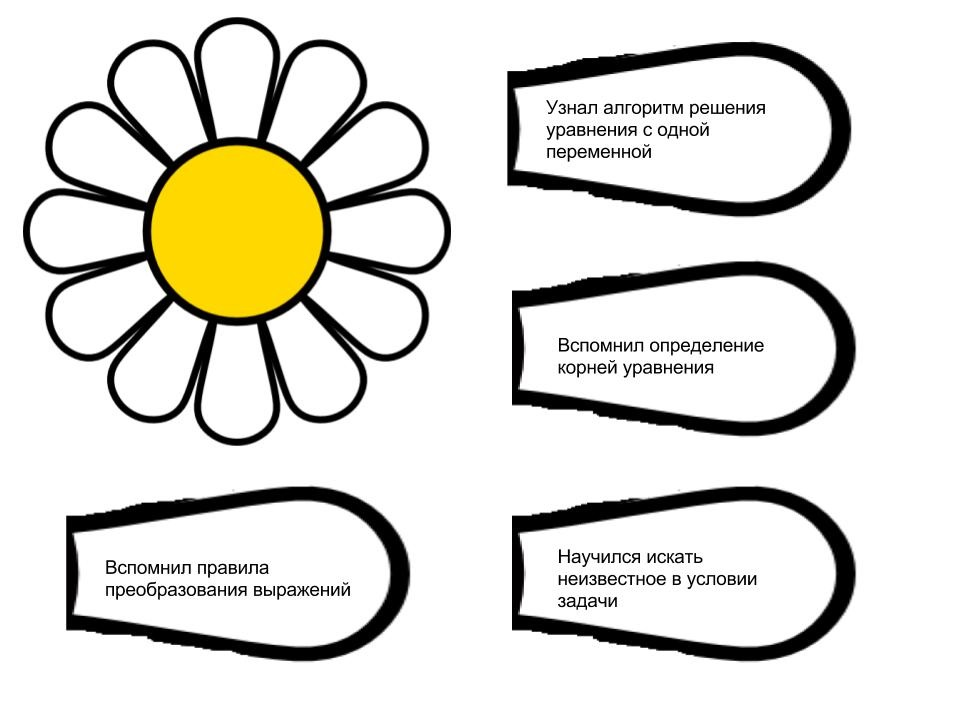 Узнал алгоритм решения
уравнения с одной
переменной
Вспомнил определение
корней уравнения
Вспомнил правила
преобразования выражений
Научился искать
неизвестное в условии
задачи